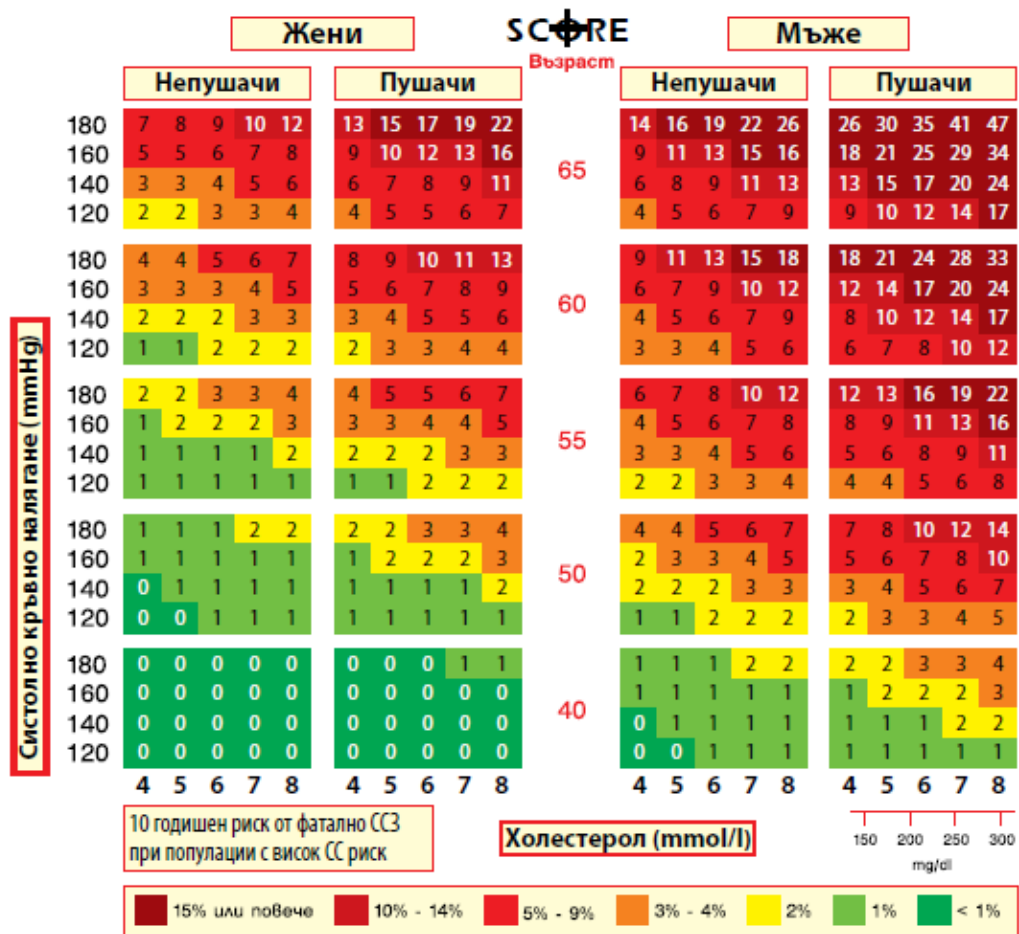 Жени SCORE Мъже
Възраст
Непушачи Пушачи Непушачи Пушачи
180 7 8 9 10 12 13 15 17 19 22 14 16 19 22 26 26 30 35 41 47
160 5 5 6 7 8 9 10 12 13 16 9 11 13 15 16 18 21 25 29 34
65
140 3 3 4 5 6 6 7 8 9 11 6 8 9 11 13 13 15 17 20 24
120 2 2 3 3 4 4 5 5 6 7 4 5 6 7 9 9 10 12 14 17
180 4 4 5 6 7 8 9 10 11 13 9 11 13 15 18 18 21 24 28 33
160 3 3 3 4 5 5 6 7 8 9 6 7 9 10 12 12 14 17 20 24
60
140 2 2 2 3 3 3 4 5 5 6 4 5 6 7 9 8 10 12 14 17
120 1 1 2 2 2 2 3 3 4 4 3 3 4 5 6 6 7 8 10 12
180 2 2 3 3 4 4 5 5 6 7 6 7 8 10 12 12 13 16 19 22
160 1 2 2 2 3 3 3 4 4 5 4 5 6 7 8 8 9 11 13 16
55
140 1 1 1 1 2 2 2 2 3 3 3 3 4 5 6 5 6 8 9 11
120 1 1 1 1 1 1 1 2 2 2 2 2 3 3 4 4 4 5 6 8
180 1 1 1 2 2 2 2 3 3 4 4 4 5 6 7 7 8 10 12 14
160 1 1 1 1 1 1 2 2 2 3 2 3 3 4 5 5 6 7 8 10
50
140 0 1 1 1 1 1 1 1 1 2 2 2 2 3 3 3 4 5 6 7
120 0 0 1 1 1 1 1 1 1 1 1 1 2 2 2 2 3 3 4 5
180 0 0 0 0 0 0 0 0 1 1 1 1 1 2 2 2 2 3 3 4
160 0 0 0 0 0 0 0 0 0 0 1 1 1 1 1 1 2 2 2 3
40
140 0 0 0 0 0 0 0 0 0 0 0 1 1 1 1 1 1 1 2 2
120 0 0 0 0 0 0 0 0 0 0 0 0 1 1 1 1 1 1 1 1
4 5 6 7 8 4 5 6 7 8 4 5 6 7 8 4 5 6 7 8
Систолно кръвно налягане (mmHg)
10 годишен риск от фатално ССЗ
при популации с висок СС риск
Холестерол (mmol/l)
150 200 250 300
mg/dl
15% или повече 10% - 14% 5% - 9% 3% - 4% 2% 1% < 1%